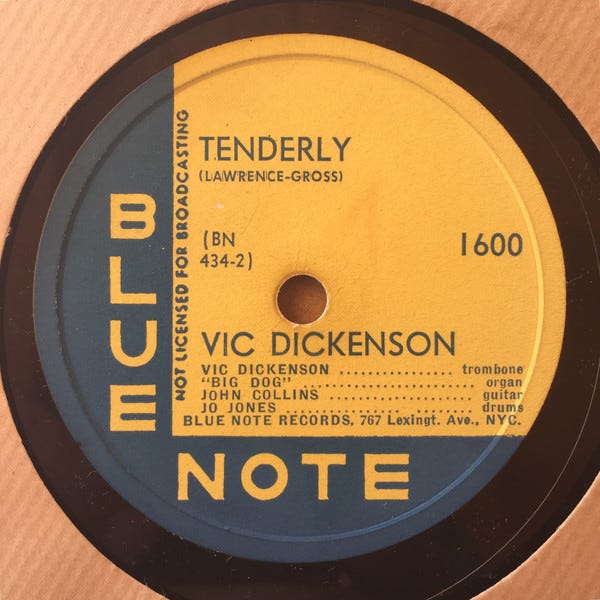 TENDERLY
(LAWRENCE-GROSS)
(BN
434-2)
1600
VIC DICKENSON
VIC DICKENSON ................ trombone
"BIG DOG" ...................... organ
JOHN COLLINS ................... guitar
JO JONES ....................... drums
BLUE NOTE RECORDS, 767 Lexingt. Ave., NYC.
NOT LICENSED FOR BROADCASTING
BLUE
NOTE